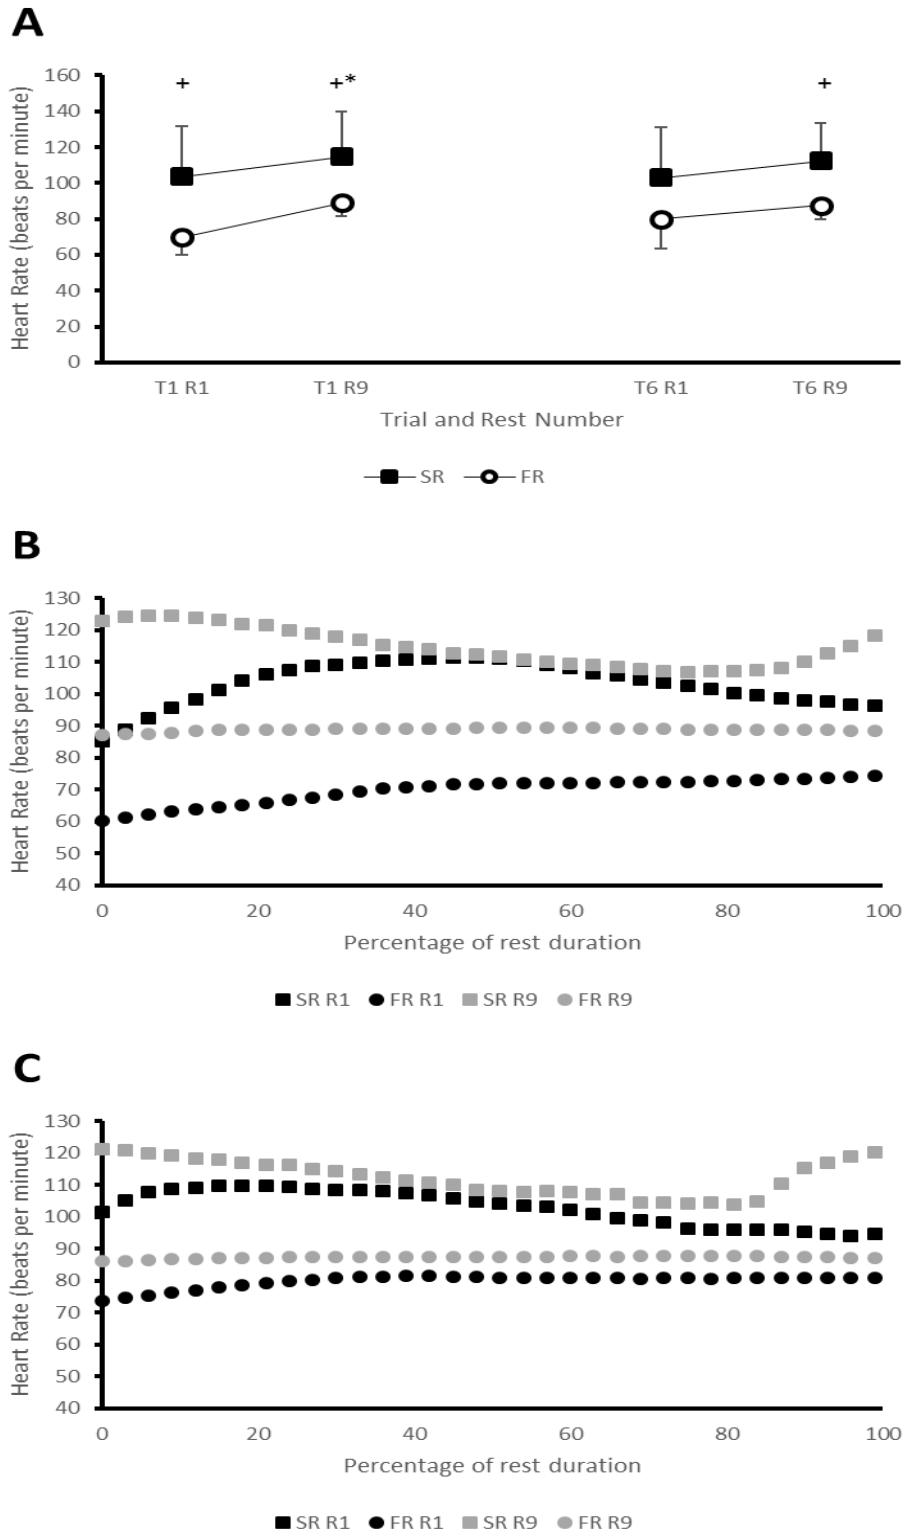 A
Heart Rate (beats per minute)
160
140
120
100
80
60
40
20
0
+
+*
+
T1 R1
T1 R9
T6 R1
T6 R9
Trial and Rest Number
SR
FR
B
Heart Rate (beats per minute)
130
120
110
100
90
80
70
60
50
40
0
20
40
60
80
100
Percentage of rest duration
SR R1
FR R1
SR R9
FR R9
C
Heart Rate (beats per minute)
130
120
110
100
90
80
70
60
50
40
0
20
40
60
80
100
Percentage of rest duration
SR R1
FR R1
SR R9
FR R9